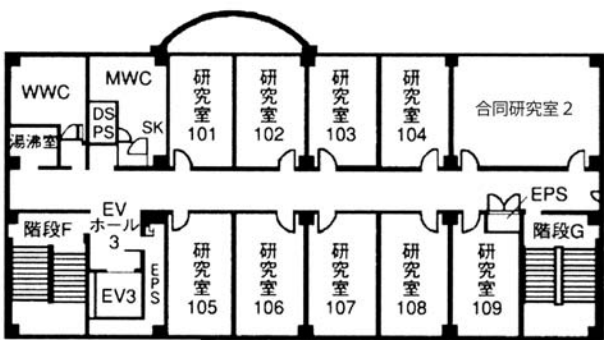 WWC
MWC
DS
PS
SK
湯沸室
研究室
101
研究室
102
研究室
103
研究室
104
合同研究室2
EV
ホール
3
EPS
階段F
EV3
EPS
研究室
105
研究室
106
研究室
107
研究室
108
研究室
109
階段G